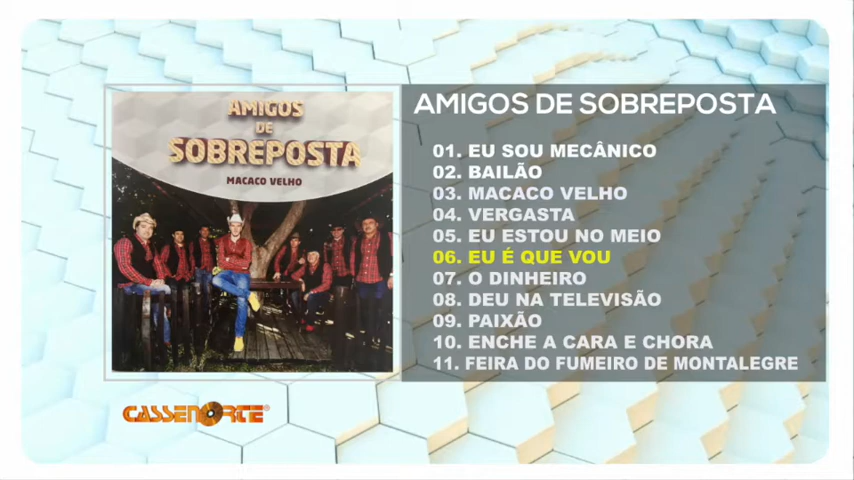 AMIGOS
DE
SOBREPOSTA
MACACO VELHO
AMIGOS DE SOBREPOSTA
01. EU SOU MECÂNICO
02. BAILÃO
03. MACACO VELHO
04. VERGASTA
05. EU ESTOU NO MEIO
06. EU É QUE VOU
07. O DINHEIRO
08. DEU NA TELEVISÃO
09. PAIXÃO
10. ENCHE A CARA E CHORA
11. FEIRA DO FUMEIRO DE MONTALEGRE
CASSENORTE®